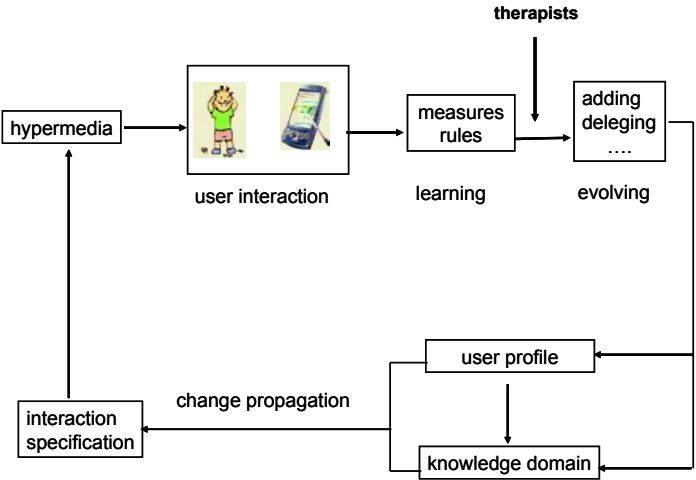 therapists
hypermedia
user interaction
measures
rules
learning
adding
deleging
....
evolving
user profile
knowledge domain
change propagation
interaction
specification